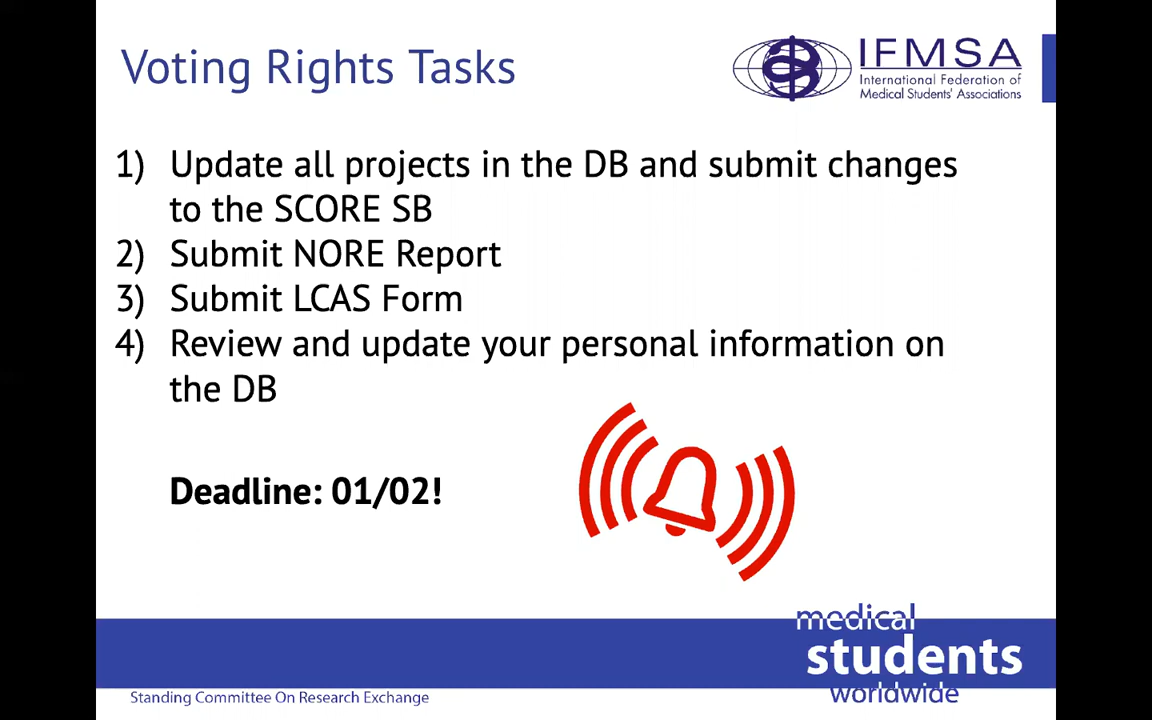 Voting Rights Tasks
IFMSA
International Federation of
Medical Students' Associations
1) Update all projects in the DB and submit changes
to the SCORE SB
2) Submit NORE Report
3) Submit LCAS Form
4) Review and update your personal information on
the DB
Deadline: 01/02!
medical
students
worldwide
Standing Committee On Research Exchange